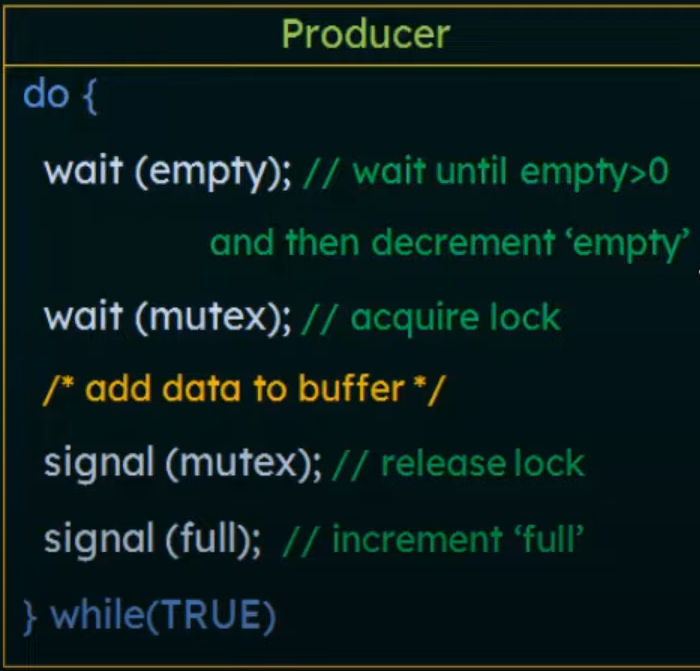 Producer
do {
wait (empty); // wait until empty>0
and then decrement ‘empty’
wait (mutex); // acquire lock
/* add data to buffer */
signal (mutex); // release lock
signal (full); // increment ‘full’
} while(TRUE)